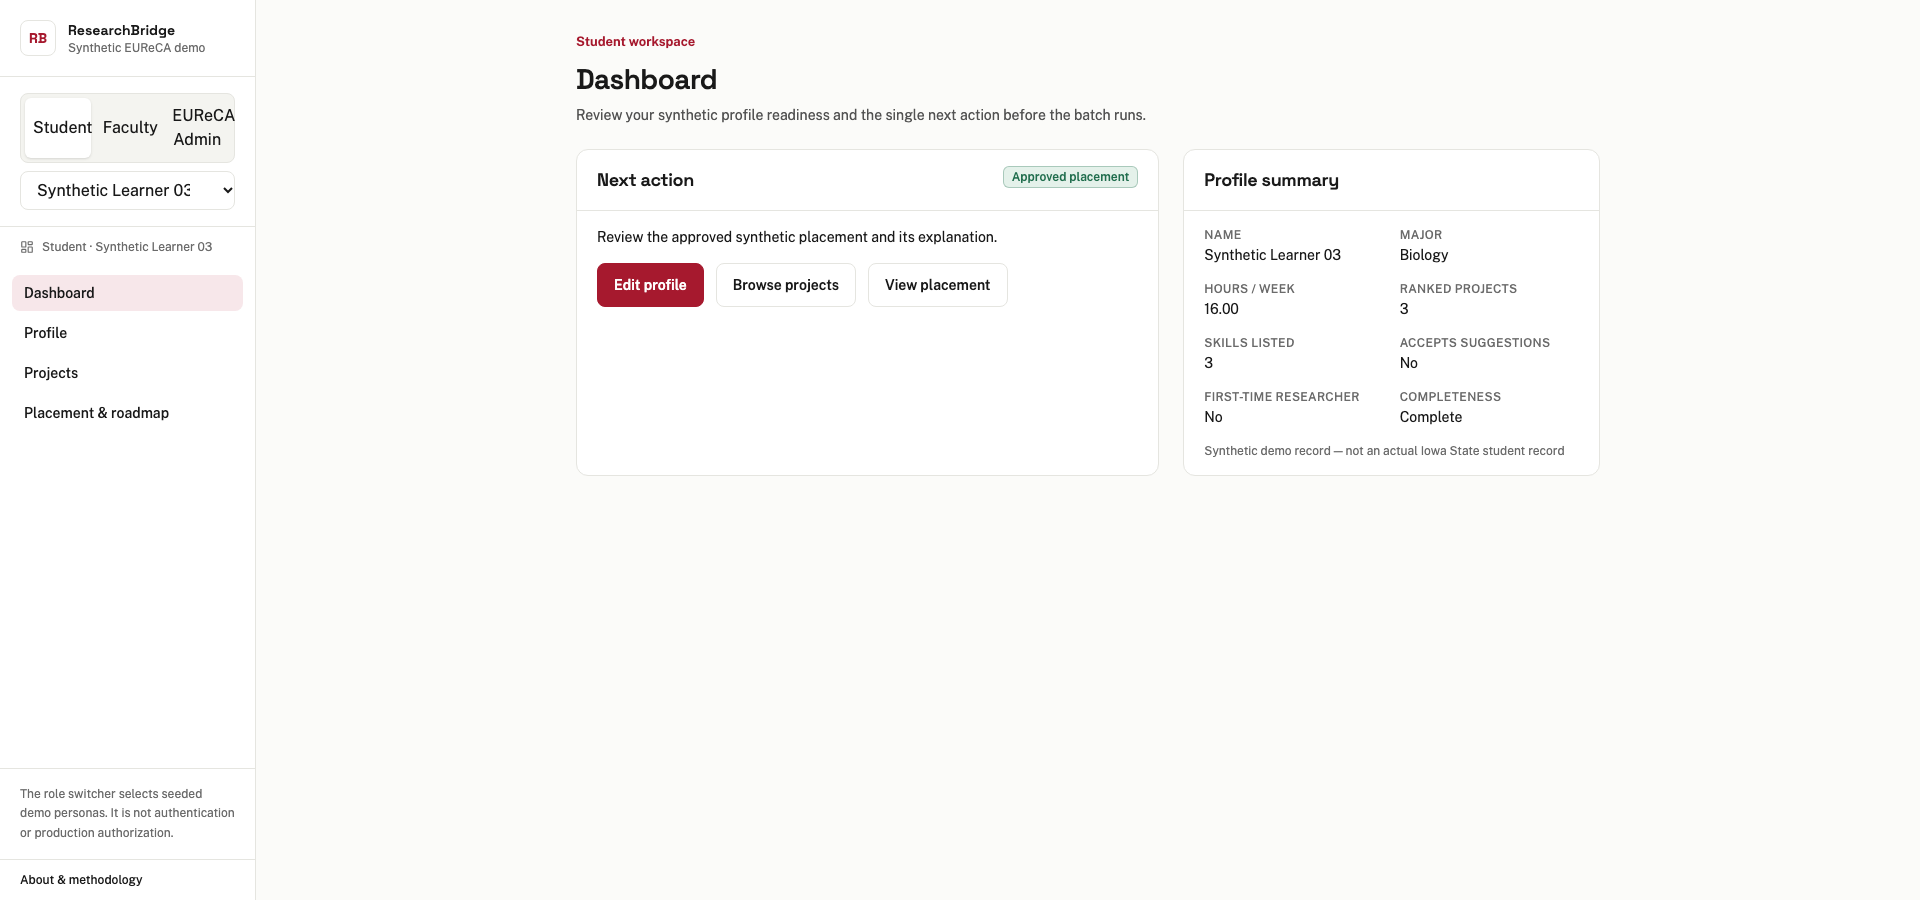 RB
ResearchBridge
Synthetic EUReCA demo
Student
Faculty
EUReCA
Admin
Synthetic Learner 03
Student · Synthetic Learner 03
Dashboard
Profile
Projects
Placement & roadmap
The role switcher selects seeded
demo personas. It is not authentication
or production authorization.
About & methodology
Student workspace
Dashboard
Review your synthetic profile readiness and the single next action before the batch runs.
Next action
Approved placement
Review the approved synthetic placement and its explanation.
Edit profile
Browse projects
View placement
Profile summary
NAME
Synthetic Learner 03
MAJOR
Biology
HOURS / WEEK
16.00
RANKED PROJECTS
3
SKILLS LISTED
3
ACCEPTS SUGGESTIONS
No
FIRST-TIME RESEARCHER
No
COMPLETENESS
Complete
Synthetic demo record — not an actual Iowa State student record